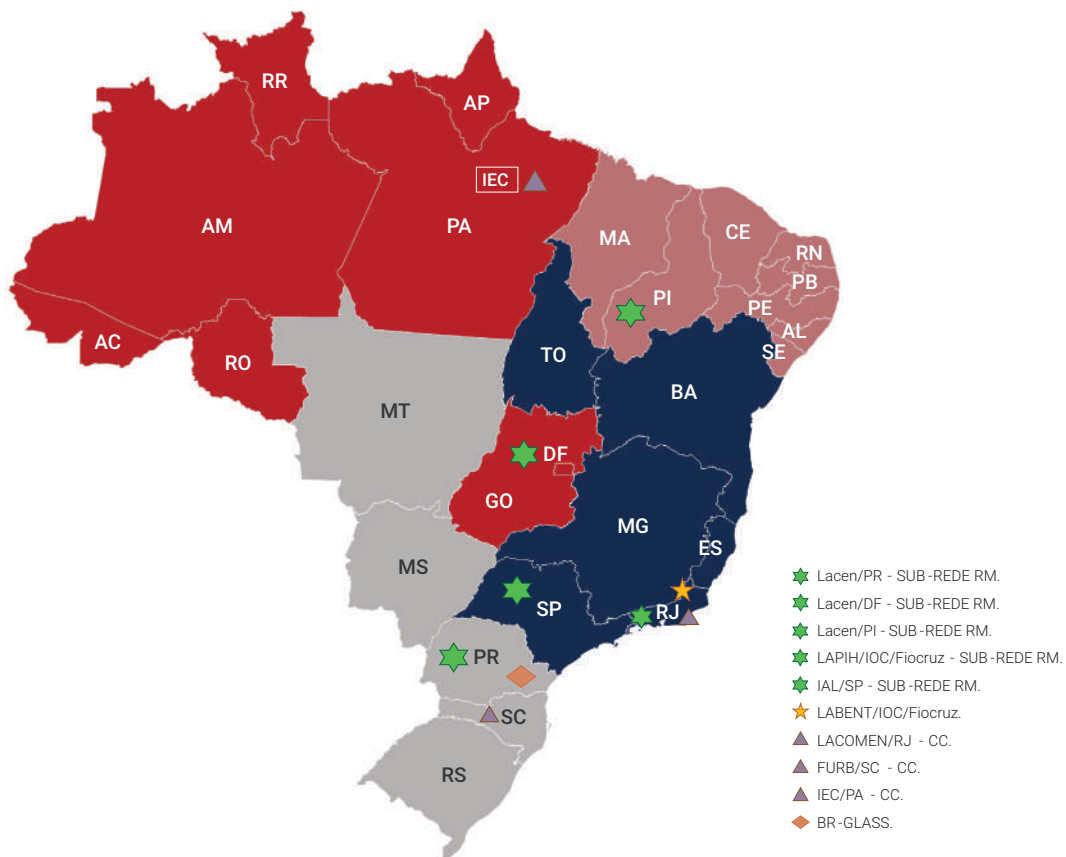 RR
AP
IEC
AM
PA
MA
CE
RN
PB
PI
PE
AL
SE
AC
RO
TO
BA
MT
DF
GO
MG
ES
MS
SP
RJ
PR
SC
RS
Lacen/PR - SUB-REDE RM.
Lacen/DF - SUB-REDE RM.
Lacen/PI - SUB-REDE RM.
LAPIH/IOC/Fiocruz - SUB-REDE RM.
IAL/SP - SUB-REDE RM.
LABENT/IOC/Fiocruz.
LACOMEN/RJ - CC.
FURB/SC - CC.
IEC/PA - CC.
BR-GLASS.